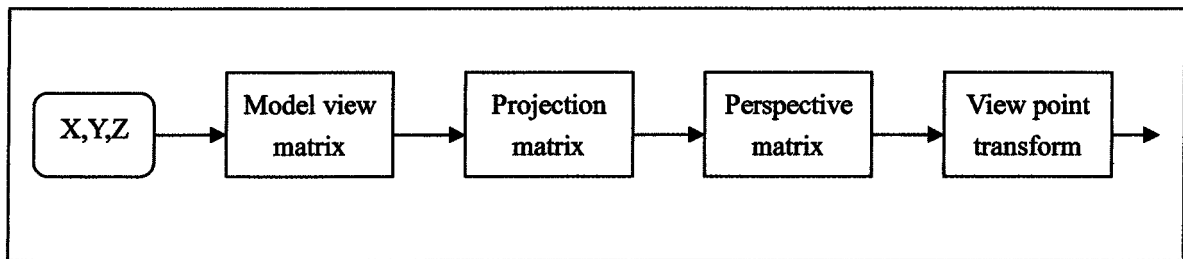 X,Y,Z
Model view
matrix
Projection
matrix
Perspective
matrix
View point
transform